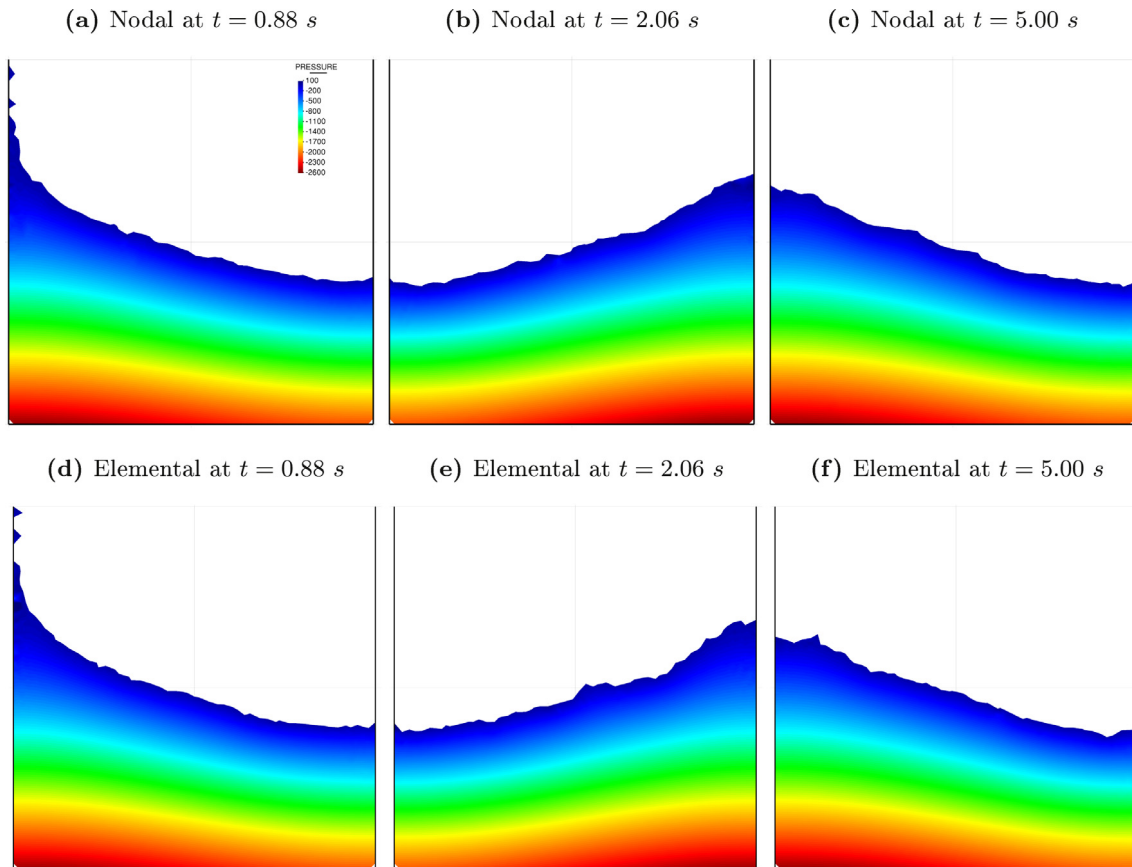 (a) Nodal at t = 0.88 s
(b) Nodal at t = 2.06 s
(c) Nodal at t = 5.00 s
PRESSURE
100
-200
-500
-800
-1100
-1400
-1700
-2000
-2300
-2600
(d) Elemental at t = 0.88 s
(e) Elemental at t = 2.06 s
(f) Elemental at t = 5.00 s